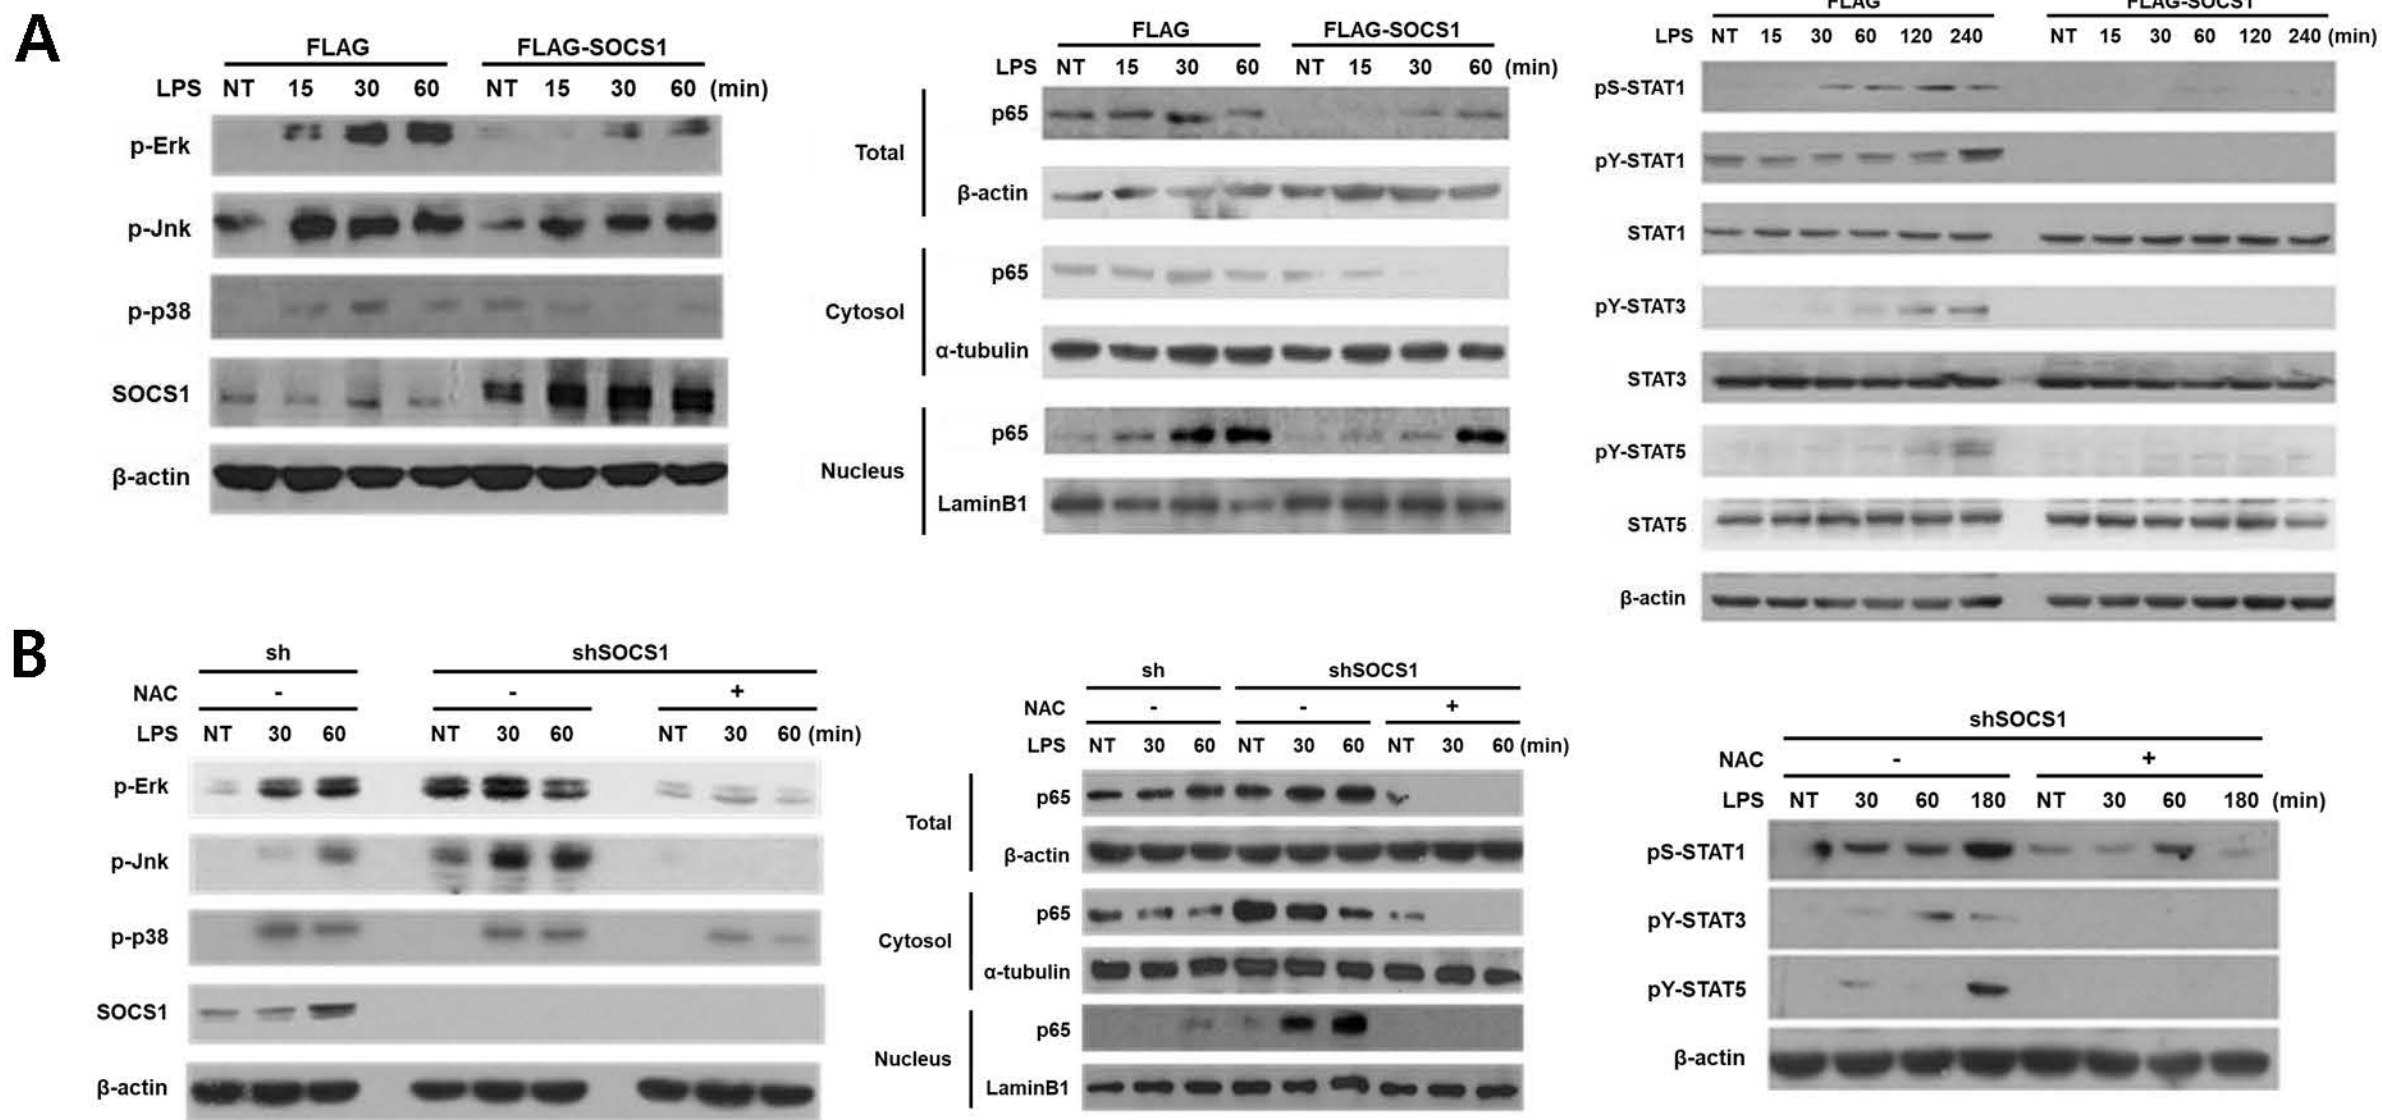 A
FLAG FLAG-SOCS1
LPS NT 15 30 60 NT 15 30 60 (min)
p-Erk
p-Jnk
p-p38
SOCS1
β-actin
FLAG FLAG-SOCS1
LPS NT 15 30 60 NT 15 30 60 (min)
Total
p65
β-actin
Cytosol
p65
α-tubulin
Nucleus
p65
LaminB1
FLAG FLAG-SOCS1
LPS NT 15 30 60 120 240 NT 15 30 60 120 240 (min)
pS-STAT1
pY-STAT1
STAT1
pY-STAT3
STAT3
pY-STAT5
STAT5
β-actin
B
sh shSOCS1
NAC - - +
LPS NT 30 60 NT 30 60 NT 30 60 (min)
p-Erk
p-Jnk
p-p38
SOCS1
β-actin
sh shSOCS1
NAC - - +
LPS NT 30 60 NT 30 60 NT 30 60 (min)
Total
p65
β-actin
Cytosol
p65
α-tubulin
Nucleus
p65
LaminB1
shSOCS1
NAC - +
LPS NT 30 60 180 NT 30 60 180 (min)
pS-STAT1
pY-STAT3
pY-STAT5
β-actin